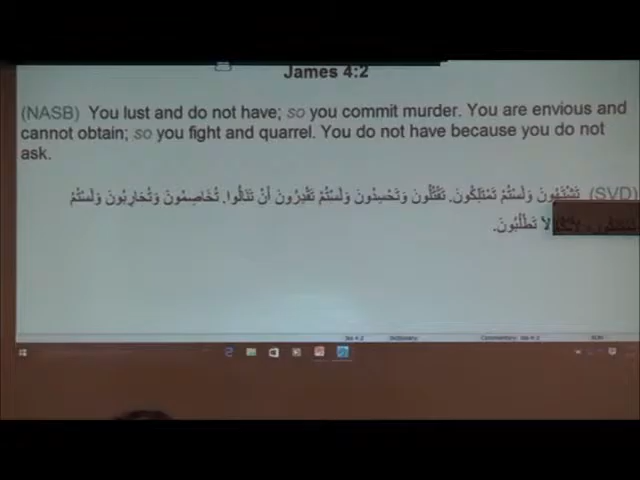 James 4:2
(NASB) You lust and do not have; so you commit murder. You are envious and
cannot obtain; so you fight and quarrel. You do not have because you do not
ask.
(SVD) تَشْتَهُونَ وَلَسْتُمْ تَمْتَلِكُونَ. تَقْتُلُونَ وَتَحْسِدُونَ وَلَسْتُمْ تَقْدِرُونَ أَنْ تَنَالُوا. تُخَاصِمُونَ وَتُحَارِبُونَ وَلَسْتُمْ
لاَ تَطْلُبُونَ.